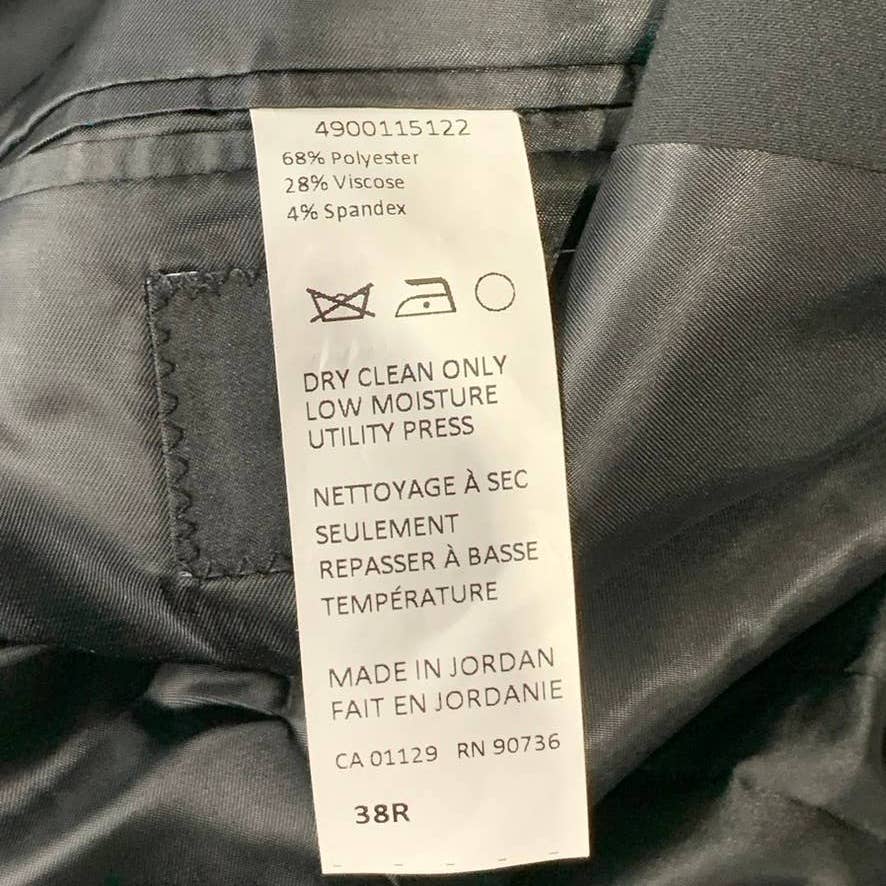 4900115122
68% Polyester
28% Viscose
4% Spandex
DRY CLEAN ONLY
LOW MOISTURE
UTILITY PRESS
NETTOYAGE À SEC
SEULEMENT
REPASSER À BASSE
TEMPÉRATURE
MADE IN JORDAN
FAIT EN JORDANIE
CA 01129 RN 90736
38R